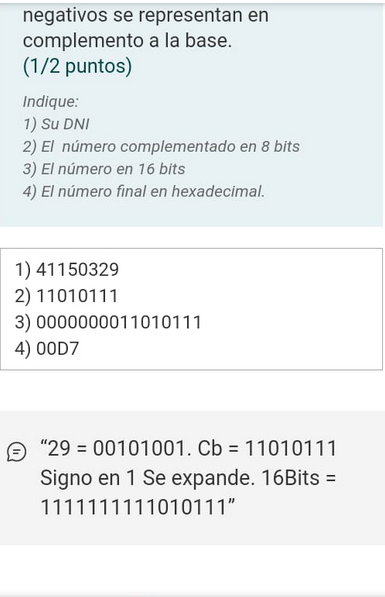 negativos se representan en
complemento a la base.
(1/2 puntos)
Indique:
1) Su DNI
2) El número complementado en 8 bits
3) El número en 16 bits
4) El número final en hexadecimal.
1) 41150329
2) 11010111
3) 0000000011010111
4) 00D7
“29 = 00101001. Cb = 11010111
Signo en 1 Se expande. 16Bits =
1111111111010111”